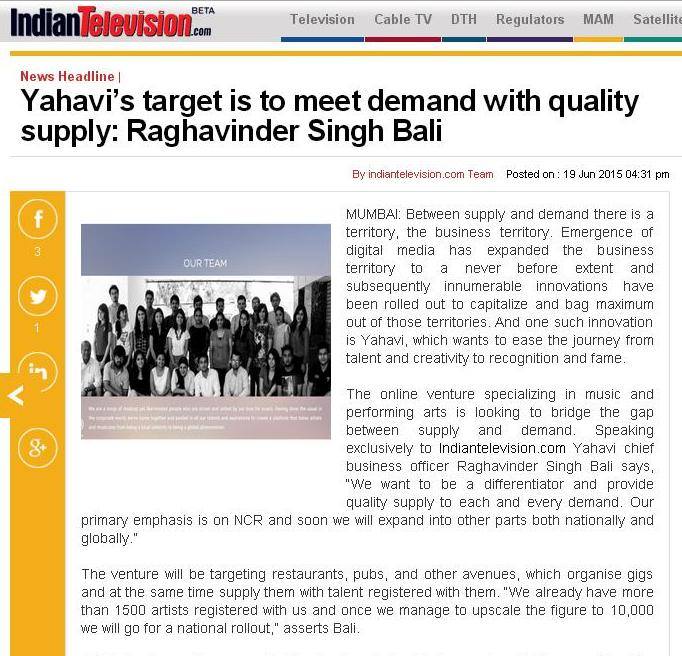 IndianTelevision.com BETA
Television Cable TV DTH Regulators MAM Satellite
News Headline |
Yahavi's target is to meet demand with quality
supply: Raghavinder Singh Bali
By indiantelevision.com Team Posted on : 19 Jun 2015 04:31 pm
f
3
1
in
g+
OUR TEAM
MUMBAI: Between supply and demand there is a
territory, the business territory. Emergence of
digital media has expanded the business
territory to a never before extent and
subsequently innumerable innovations have
been rolled out to capitalize and bag maximum
out of those territories. And one such innovation
is Yahavi, which wants to ease the journey from
talent and creativity to recognition and fame.
The online venture specializing in music and
performing arts is looking to bridge the gap
between supply and demand. Speaking
exclusively to Indiantelevision.com Yahavi chief
business officer Raghavinder Singh Bali says,
"We want to be a differentiator and provide
quality supply to each and every demand. Our
primary emphasis is on NCR and soon we will expand into other parts both nationally and
globally."
The venture will be targeting restaurants, pubs, and other avenues, which organise gigs
and at the same time supply them with talent registered with them. "We already have more
than 1500 artists registered with us and once we manage to upscale the figure to 10,000
we will go for a national rollout," asserts Bali.